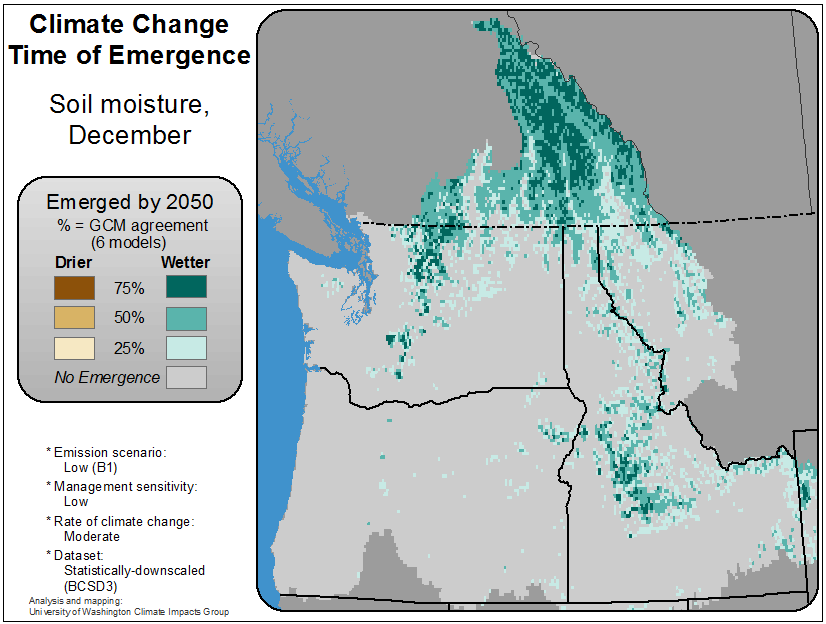 Climate Change
Time of Emergence
Soil moisture,
December
Emerged by 2050
% = GCM agreement
(6 models)
Drier Wetter
75%
50%
25%
No Emergence
* Emission scenario:
Low (B1)
* Management sensitivity:
Low
* Rate of climate change:
Moderate
* Dataset:
Statistically-downscaled
(BCSD3)
Analysis and mapping:
University of Washington Climate Impacts Group